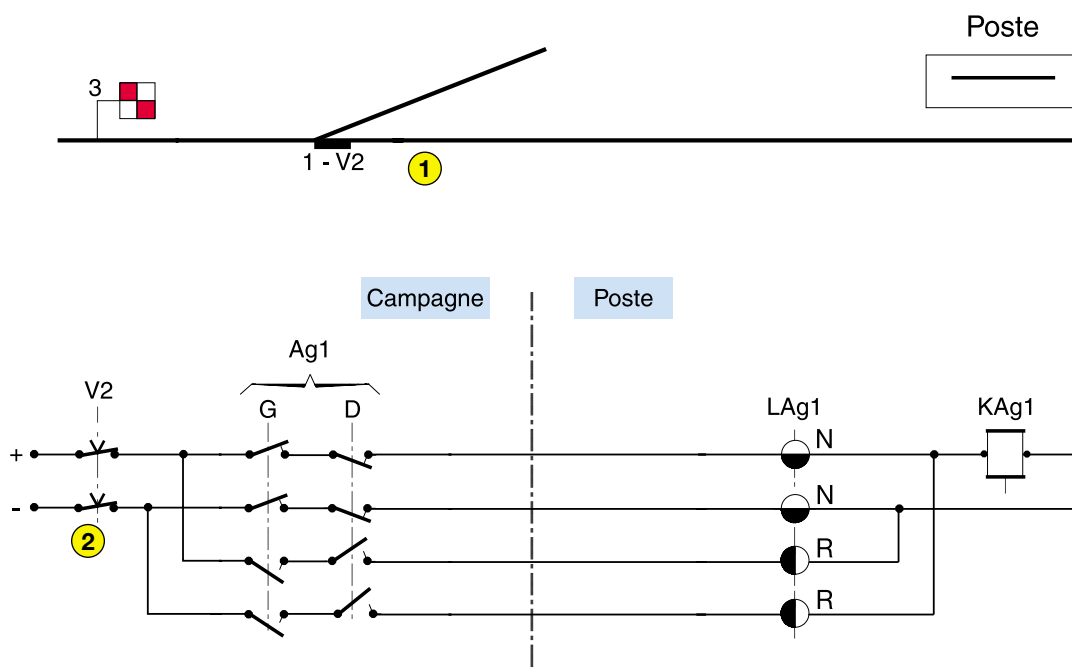 Poste
3
1 - V2
1
Campagne
Poste
Ag1
V2
G
D
LAg1
KAg1
+
N
-
N
2
R
R